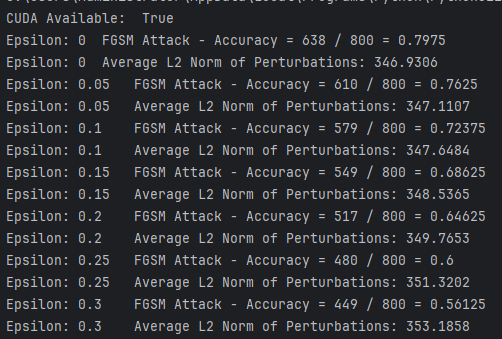 CUDA Available:  True
Epsilon: 0  FGSM Attack - Accuracy = 638 / 800 = 0.7975
Epsilon: 0  Average L2 Norm of Perturbations: 346.9306
Epsilon: 0.05   FGSM Attack - Accuracy = 610 / 800 = 0.7625
Epsilon: 0.05   Average L2 Norm of Perturbations: 347.1107
Epsilon: 0.1    FGSM Attack - Accuracy = 579 / 800 = 0.72375
Epsilon: 0.1    Average L2 Norm of Perturbations: 347.6484
Epsilon: 0.15   FGSM Attack - Accuracy = 549 / 800 = 0.68625
Epsilon: 0.15   Average L2 Norm of Perturbations: 348.5365
Epsilon: 0.2    FGSM Attack - Accuracy = 517 / 800 = 0.64625
Epsilon: 0.2    Average L2 Norm of Perturbations: 349.7653
Epsilon: 0.25   FGSM Attack - Accuracy = 480 / 800 = 0.6
Epsilon: 0.25   Average L2 Norm of Perturbations: 351.3202
Epsilon: 0.3    FGSM Attack - Accuracy = 449 / 800 = 0.56125
Epsilon: 0.3    Average L2 Norm of Perturbations: 353.1858